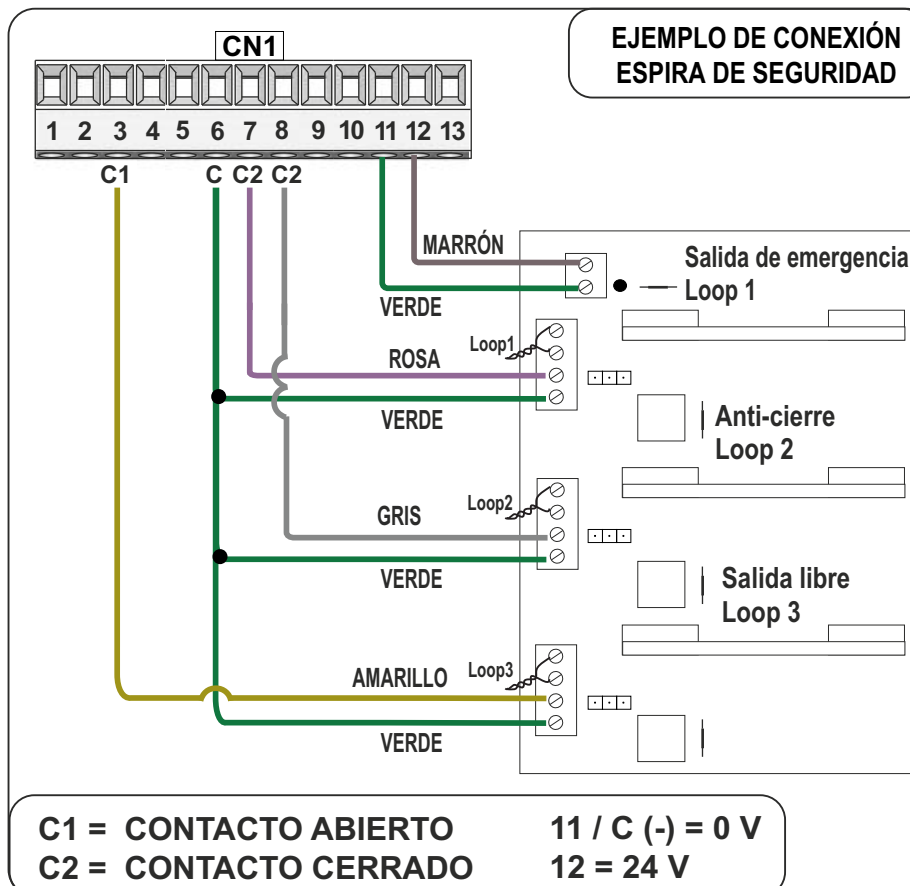 CN1
EJEMPLO DE CONEXIÓN
ESPIRA DE SEGURIDAD
1 2 3 4 5 6 7 8 9 10 11 12 13
C1 C C2 C2
MARRÓN
Salida de emergencia
Loop 1
VERDE
Loop1
ROSA
VERDE
Anti-cierre
Loop 2
Loop2
GRIS
VERDE
Salida libre
Loop 3
Loop3
AMARILLO
VERDE
C1 = CONTACTO ABIERTO 11 / C (-) = 0 V
C2 = CONTACTO CERRADO 12 = 24 V